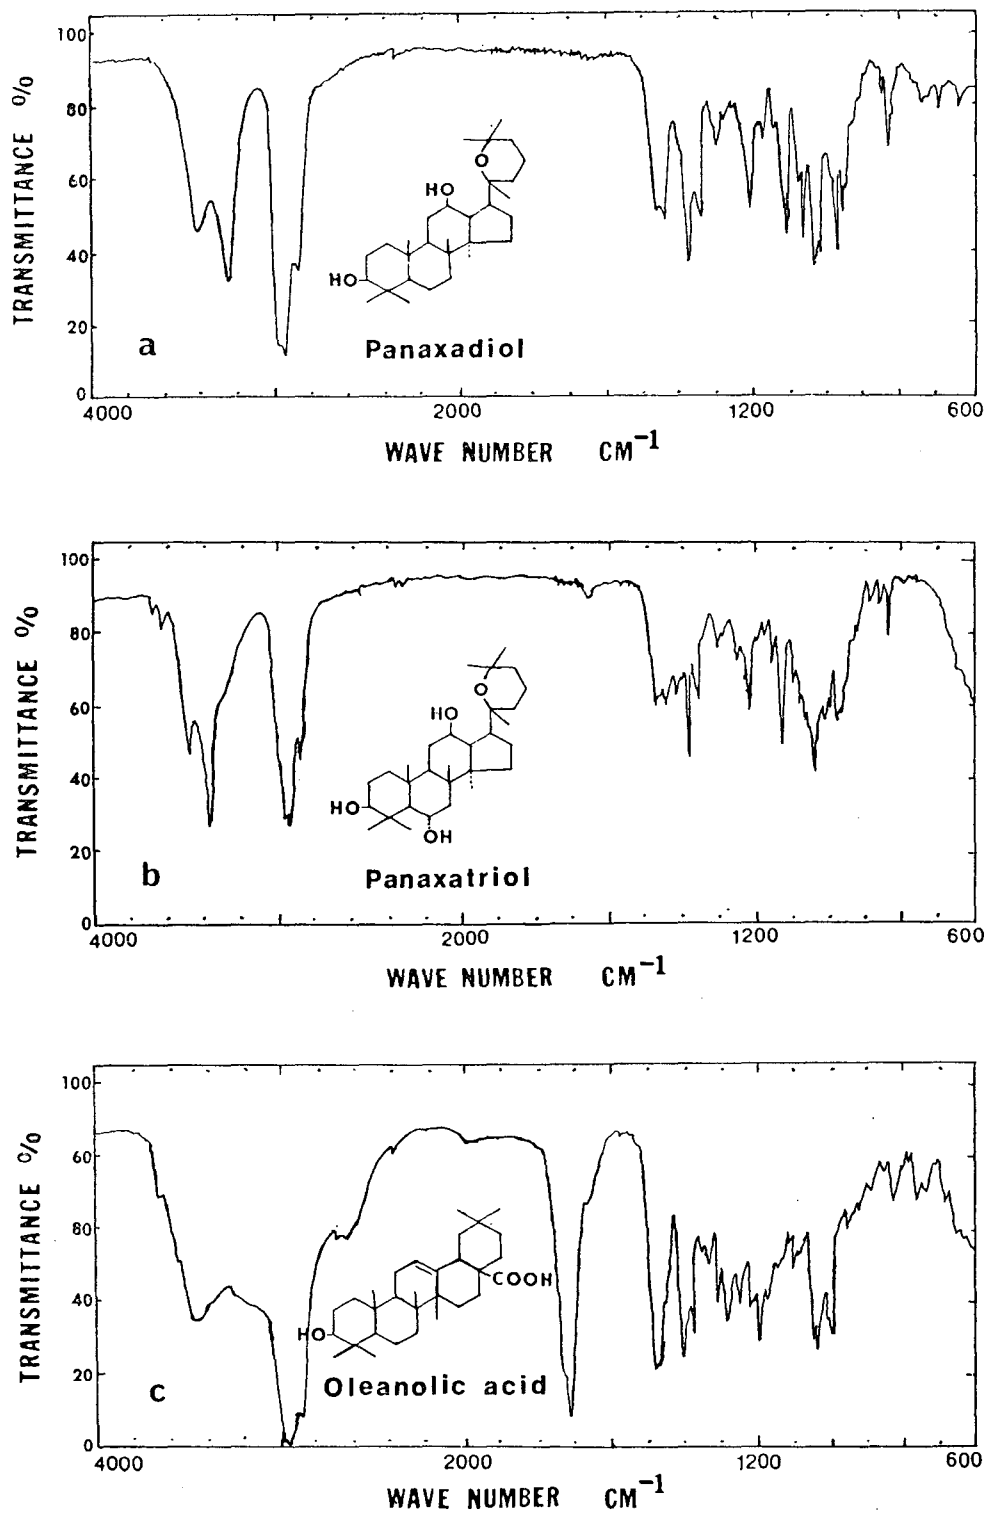 TRANSMITTANCE %
100
80
60
40
20
0
O
HO
HO
a
Panaxadiol
4000 2000 1200 600
WAVE NUMBER CM-1
TRANSMITTANCE %
100
80
60
40
20
0
O
HO
HO
OH
b
Panaxatriol
4000 2000 1200 600
WAVE NUMBER CM-1
TRANSMITTANCE %
100
60
80
40
20
0
COOH
HO
c
Oleanolic acid
4000 2000 1200 600
WAVE NUMBER CM-1